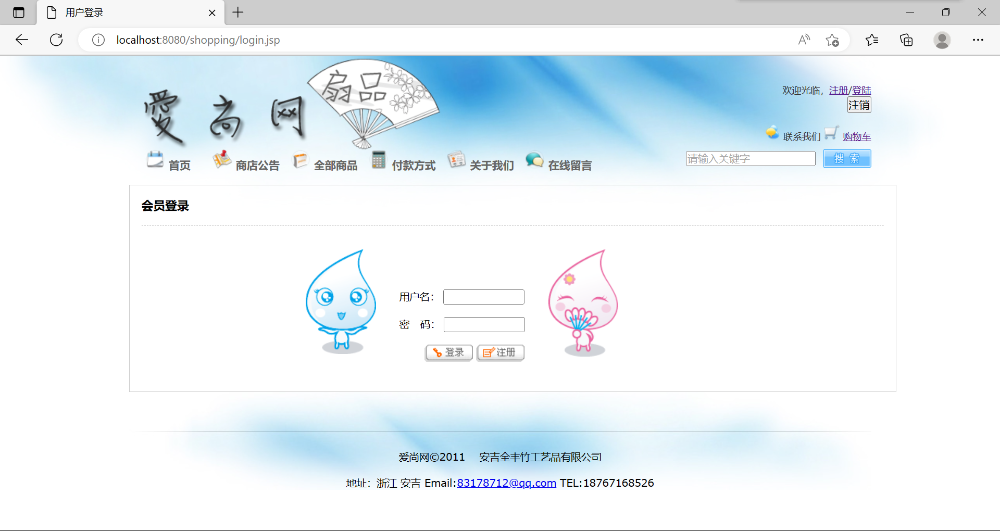 用户登录
localhost:8080/shopping/login.jsp
愛尚网 扇品
欢迎光临，注册/登陆
注销
联系我们 购物车
首页 商店公告 全部商品 付款方式 关于我们 在线留言
请输入关键字 搜 索
会员登录
用户名：
密 码：
登录 注册
爱尚网©2011 安吉全丰竹工艺品有限公司
地址：浙江 安吉 Email:83178712@qq.com TEL:18767168526